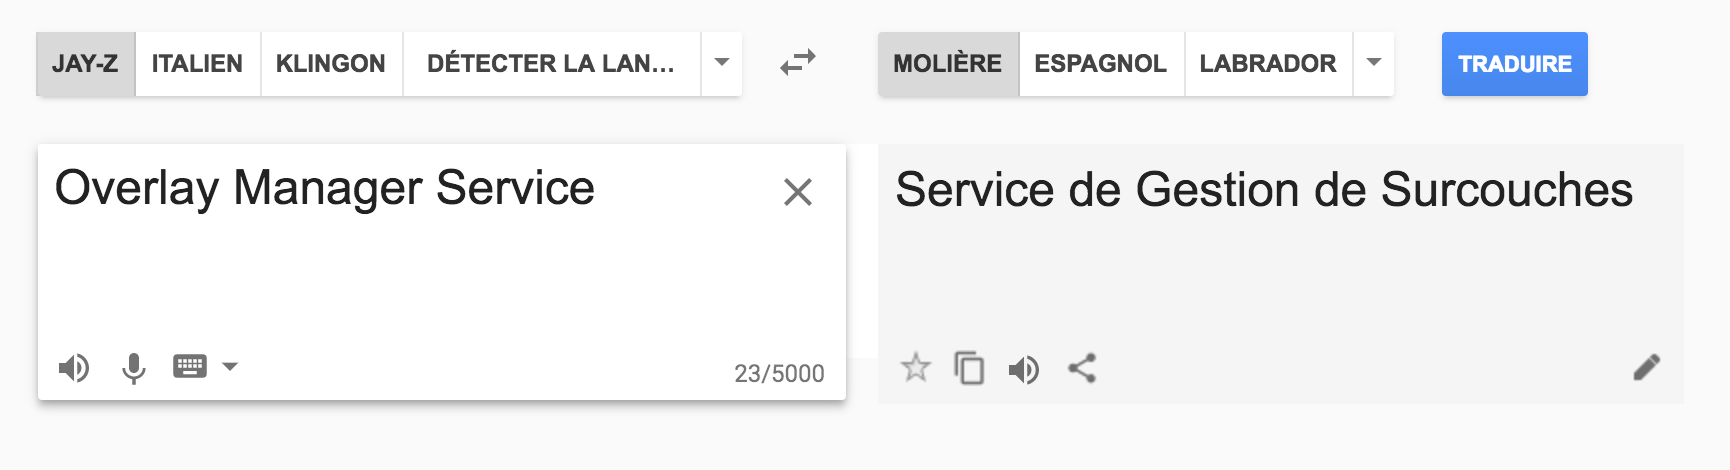 JAY-Z ITALIEN KLINGON DÉTECTER LA LAN... MOLIÈRE ESPAGNOL LABRADOR TRADUIRE
Overlay Manager Service
Service de Gestion de Surcouches
23/5000